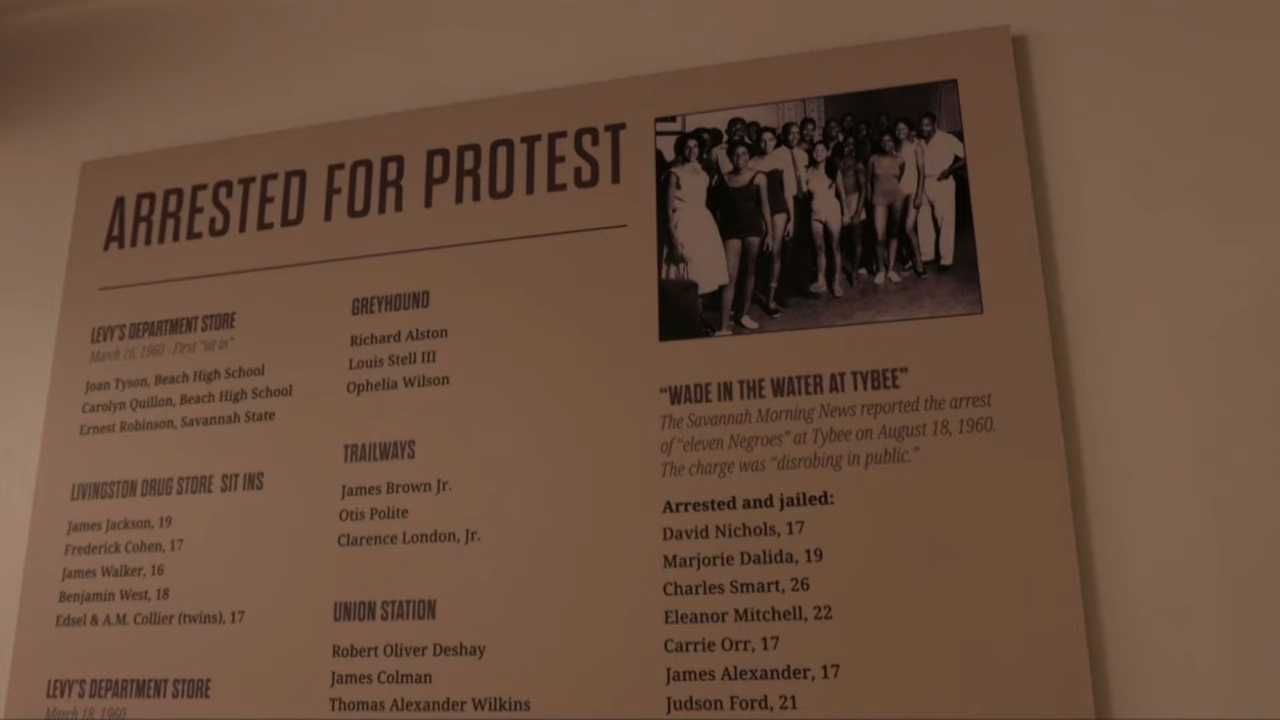 ARRESTED FOR PROTEST
LEVY'S DEPARTMENT STORE
March 16, 1960 - First "sit in"
Joan Tyson, Beach High School
Carolyn Quillon, Beach High School
Ernest Robinson, Savannah State
LIVINGSTON DRUG STORE SIT INS
James Jackson, 19
Frederick Cohen, 17
James Walker, 16
Benjamin West, 18
Edsel & A.M. Collier (twins), 17
LEVY'S DEPARTMENT STORE
March 18, 1960
GREYHOUND
Richard Alston
Louis Stell III
Ophelia Wilson
TRAILWAYS
James Brown Jr.
Otis Polite
Clarence London, Jr.
UNION STATION
Robert Oliver Deshay
James Colman
Thomas Alexander Wilkins
"WADE IN THE WATER AT TYBEE"
The Savannah Morning News reported the arrest
of "eleven Negroes" at Tybee on August 18, 1960.
The charge was "disrobing in public."
Arrested and jailed:
David Nichols, 17
Marjorie Dalida, 19
Charles Smart, 26
Eleanor Mitchell, 22
Carrie Orr, 17
James Alexander, 17
Judson Ford, 21